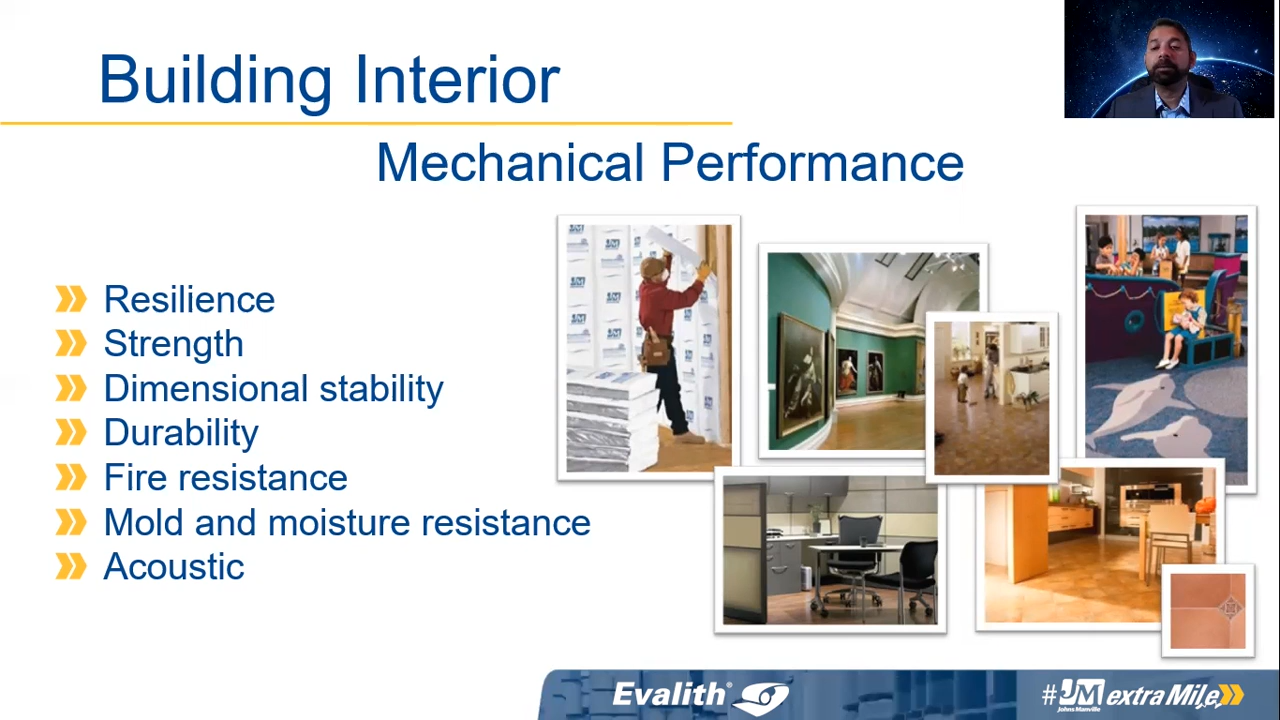 Building Interior
Mechanical Performance
Resilience
Strength
Dimensional stability
Durability
Fire resistance
Mold and moisture resistance
Acoustic
Evalith®
#JM extra Mile
Johns Manville